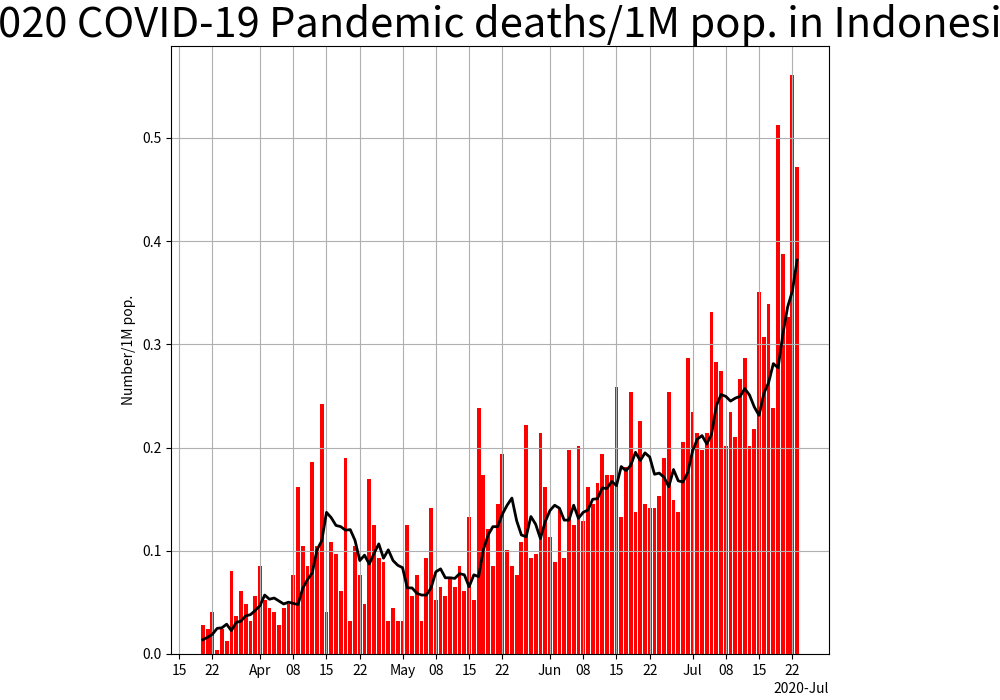 020 COVID-19 Pandemic deaths/1M pop. in Indonesi
Number/1M pop.
0.5
0.4
0.3
0.2
0.1
0.0
15 22 Apr 08 15 22 May 08 15 22 Jun 08 15 22 Jul 08 15 22
2020-Jul